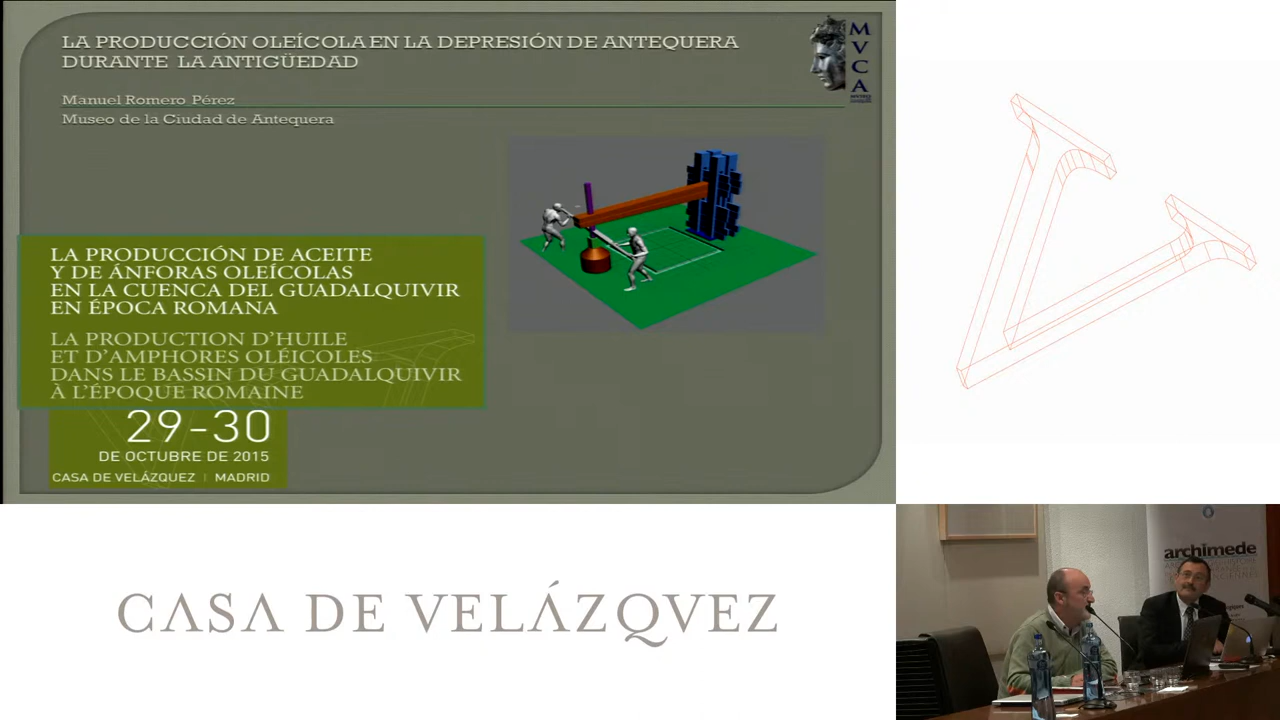 LA PRODUCCIÓN OLEÍCOLA EN LA DEPRESIÓN DE ANTEQUERA
DURANTE LA ANTIGÜEDAD
Manuel Romero Pérez
Museo de la Ciudad de Antequera
MVCA
LA PRODUCCIÓN DE ACEITE
Y DE ÁNFORAS OLEÍCOLAS
EN LA CUENCA DEL GUADALQUIVIR
EN ÉPOCA ROMANA
LA PRODUCTION D'HUILE
ET D'AMPHORES OLÉICOLES
DANS LE BASSIN DU GUADALQUIVIR
À L'ÉPOQUE ROMAINE
29-30
DE OCTUBRE DE 2015
CASA DE VELÁZQUEZ | MADRID
CASA DE VELÁZQVEZ
archimede